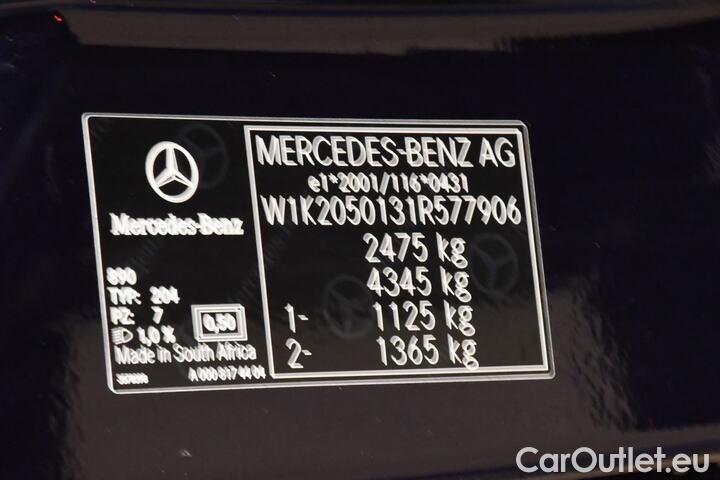 Mercedes-Benz
890
TYP: 204
PZ: 7
1,0 %
0,50
Made in South Africa
A 000 817 44 04
MERCEDES-BENZ AG
e1*2001/116*0431
W1K2050131R577906
2475 kg
4345 kg
1- 1125 kg
2- 1365 kg
CarOutlet.eu